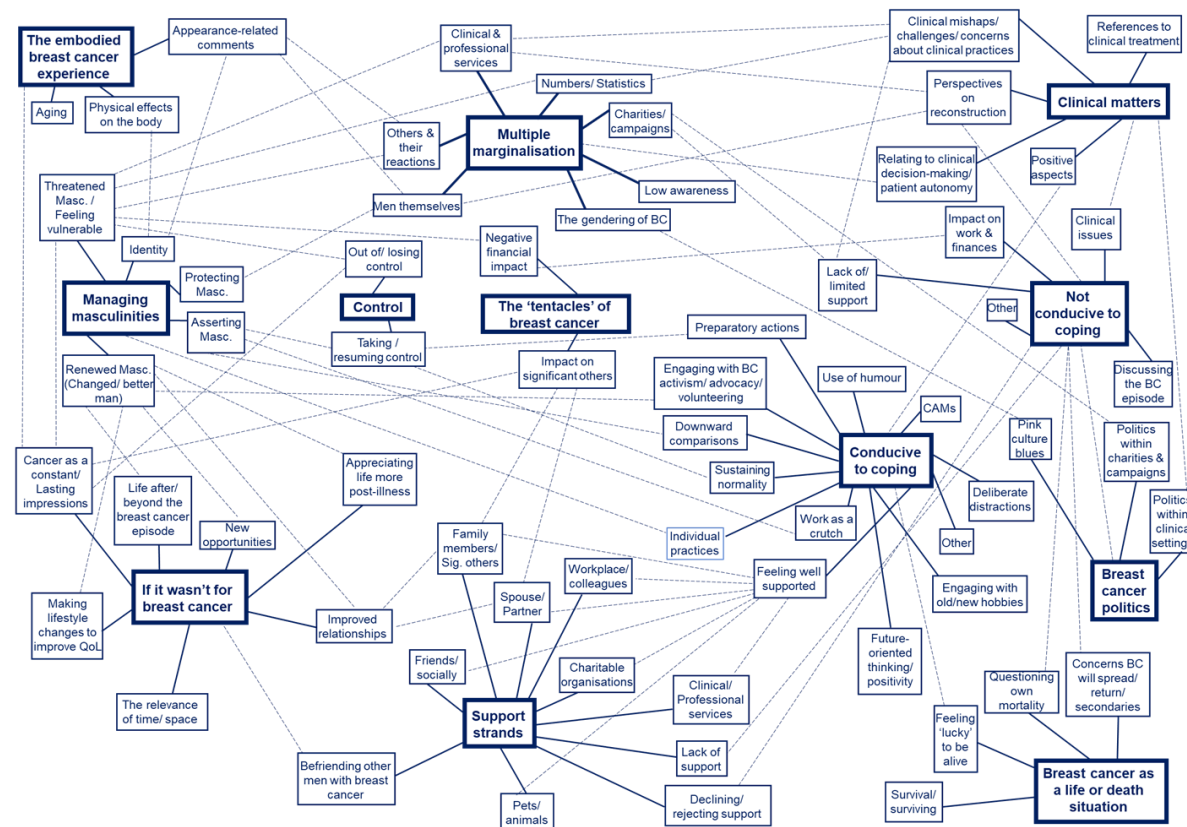 The embodied
breast cancer
experience
Appearance-related
comments
Aging
Physical effects
on the body
Clinical &
professional
services
Numbers/ Statistics
Charities/
campaigns
Others &
their
reactions
Multiple
marginalisation
Men themselves
Low awareness
The gendering of BC
Clinical mishaps/
challenges/ concerns
about clinical practices
References to
clinical treatment
Perspectives
on
reconstruction
Clinical matters
Relating to clinical
decision-making/
patient autonomy
Positive
aspects
Threatened
Masc. /
Feeling
vulnerable
Identity
Protecting
Masc.
Managing
masculinities
Asserting
Masc.
Renewed Masc.
(Changed/ better
man)
Out of/ losing
control
Control
Taking /
resuming control
Negative
financial
impact
The ‘tentacles’ of
breast cancer
Impact on
significant others
Impact on
work &
finances
Clinical
issues
Lack of/
limited
support
Other
Not
conducive to
coping
Discussing
the BC
episode
Preparatory actions
Engaging with BC
activism/ advocacy/
volunteering
Use of humour
CAMs
Downward
comparisons
Conducive
to coping
Sustaining
normality
Deliberate
distractions
Individual
practices
Work as a
crutch
Other
Feeling well
supported
Engaging with
old/new hobbies
Future-
oriented
thinking/
positivity
Pink
culture
blues
Politics
within
charities &
campaigns
Politics
within
clinical
setting
Breast
cancer
politics
Cancer as a
constant/
Lasting
impressions
Life after/
beyond the
breast cancer
episode
New
opportunities
Appreciating
life more
post-illness
If it wasn’t for
breast cancer
Making
lifestyle
changes to
improve QoL
Improved
relationships
The relevance
of time/ space
Family
members/
Sig. others
Workplace/
colleagues
Spouse/
Partner
Friends/
socially
Charitable
organisations
Support
strands
Clinical/
Professional
services
Lack of
support
Befriending other
men with breast
cancer
Pets/
animals
Declining/
rejecting support
Questioning
own
mortality
Concerns BC
will spread/
return/
secondaries
Feeling
‘lucky’ to
be alive
Survival/
surviving
Breast cancer as
a life or death
situation